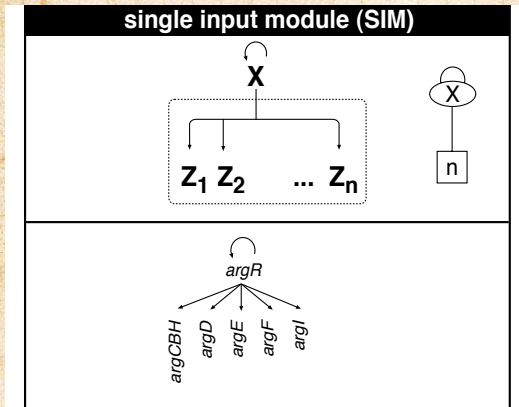 single input module (SIM)
X
Z1 Z2 ... Zn
X
n
argR
argCBH argD argE argF argI